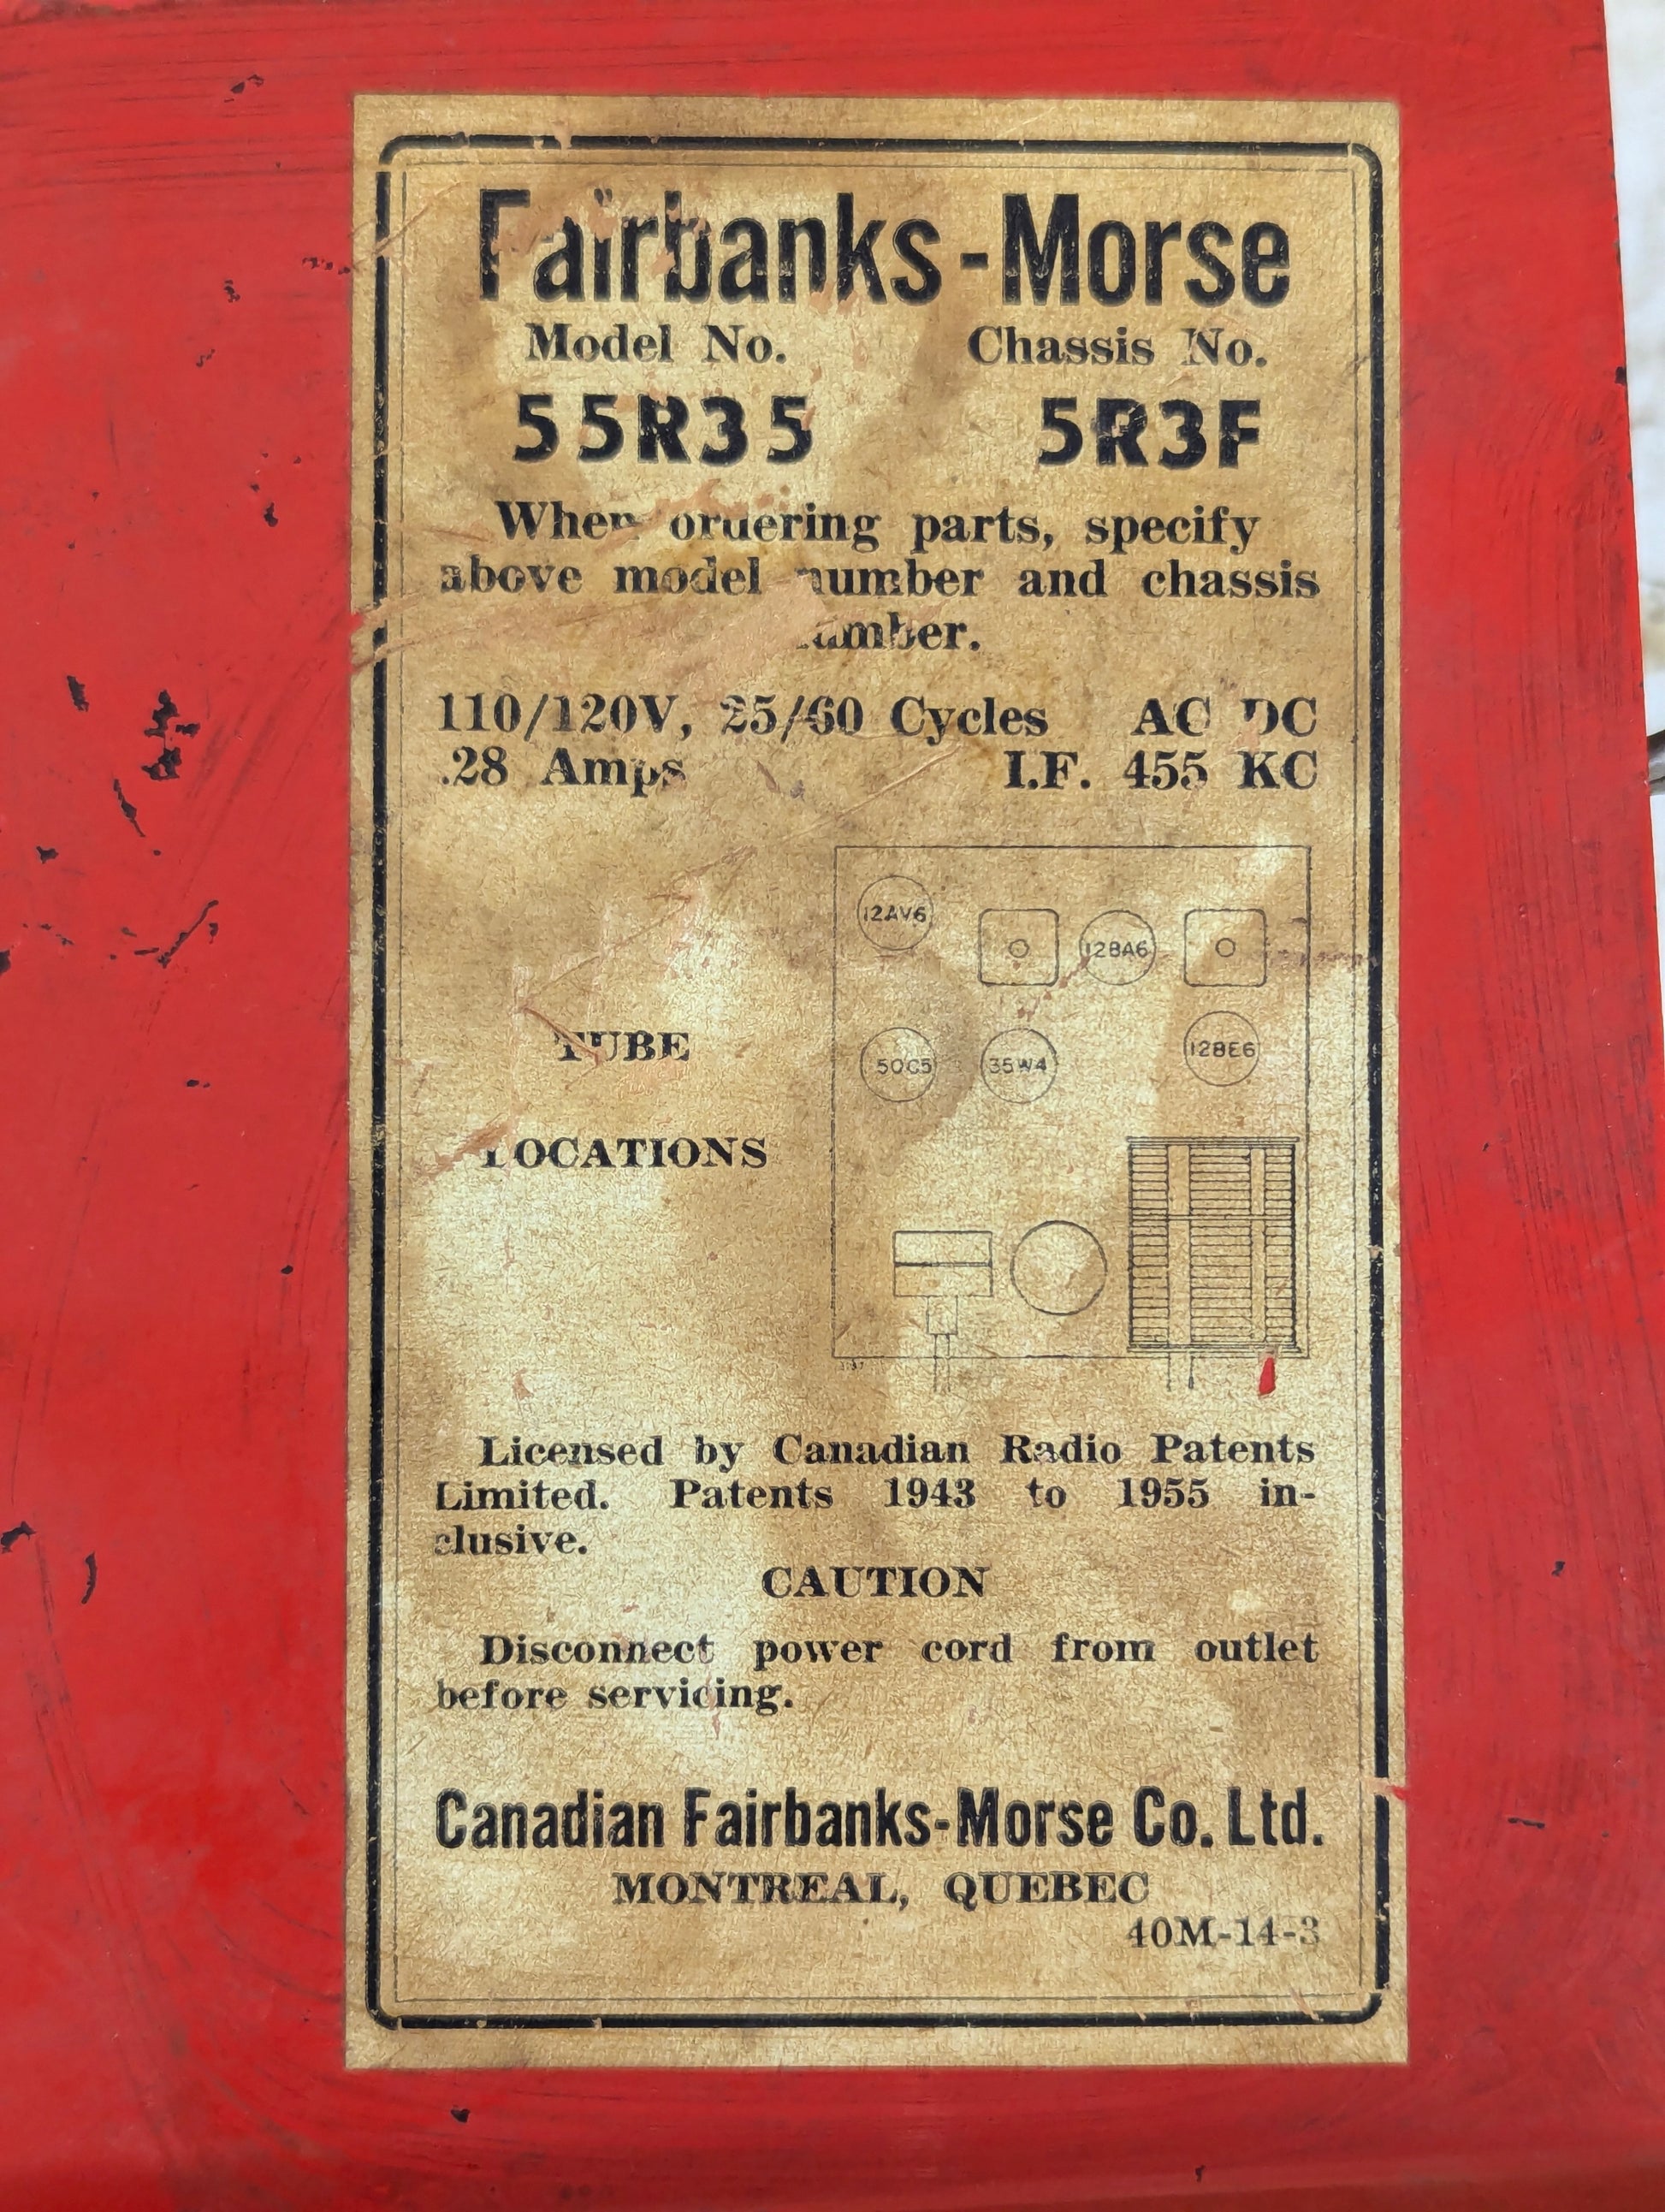 Fairbanks-Morse
Model No. Chassis No.
55R35 5R3F
When ordering parts, specify
above model number and chassis
number.
110/120V, 25/60 Cycles AC DC
.28 Amps I.F. 455 KC
12AV6
12BA6
TUBE
50C5 35W4 12BE6
LOCATIONS
Licensed by Canadian Radio Patents
Limited. Patents 1943 to 1955 in-
clusive.
CAUTION
Disconnect power cord from outlet
before servicing.
Canadian Fairbanks-Morse Co. Ltd.
MONTREAL, QUEBEC
40M-14-3